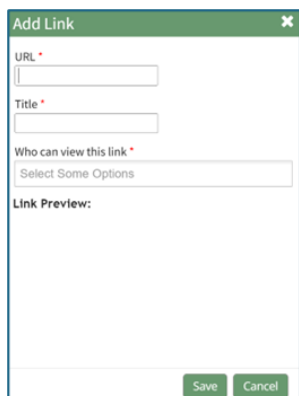 Add Link ✖
URL *
Title *
Who can view this link *
Select Some Options
Link Preview:
Save Cancel